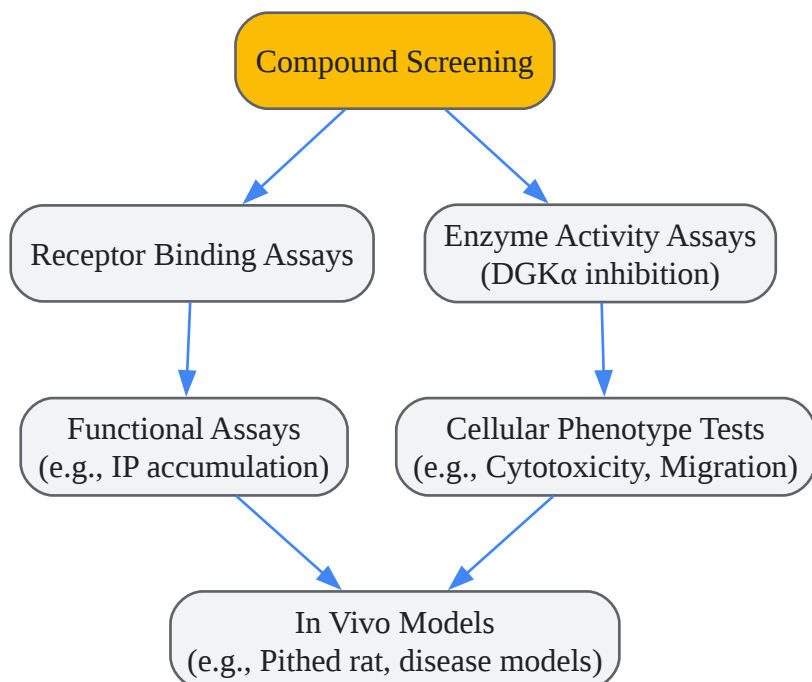 Compound Screening
Receptor Binding Assays
Enzyme Activity Assays
(DGKα inhibition)
Functional Assays
(e.g., IP accumulation)
Cellular Phenotype Tests
(e.g., Cytotoxicity, Migration)
In Vivo Models
(e.g., Pithed rat, disease models)